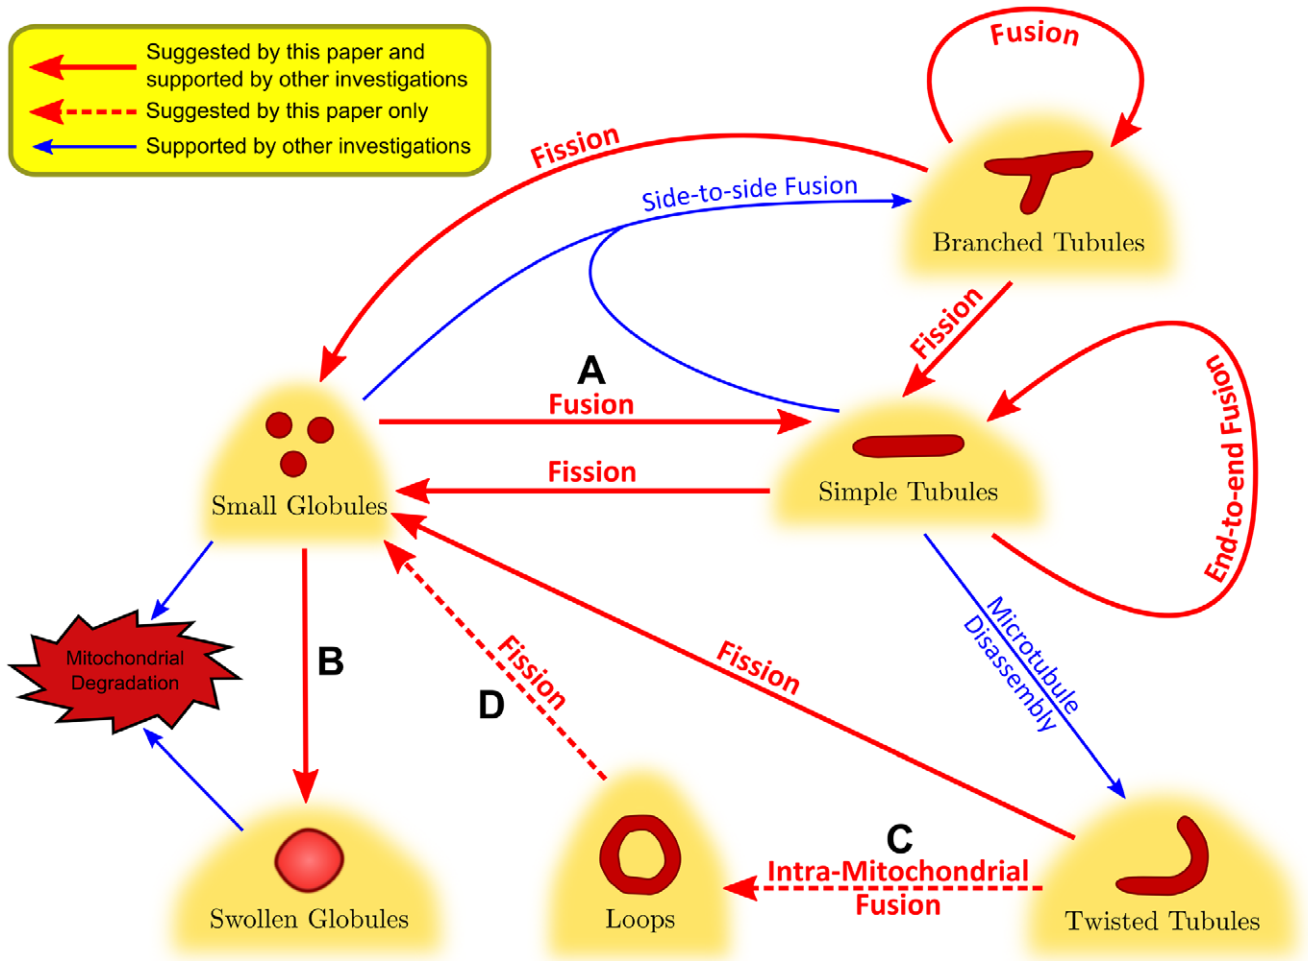 Suggested by this paper and
supported by other investigations
Suggested by this paper only
Supported by other investigations
Fusion
Fission
Side-to-side Fusion
Branched Tubules
Fission
A
Fusion
End-to-end Fusion
Fission
Small Globules
Simple Tubules
Microtubule
Disassembly
Mitochondrial
Degradation
B
Fission
D
Fission
C
Intra-Mitochondrial
Fusion
Swollen Globules
Loops
Twisted Tubules